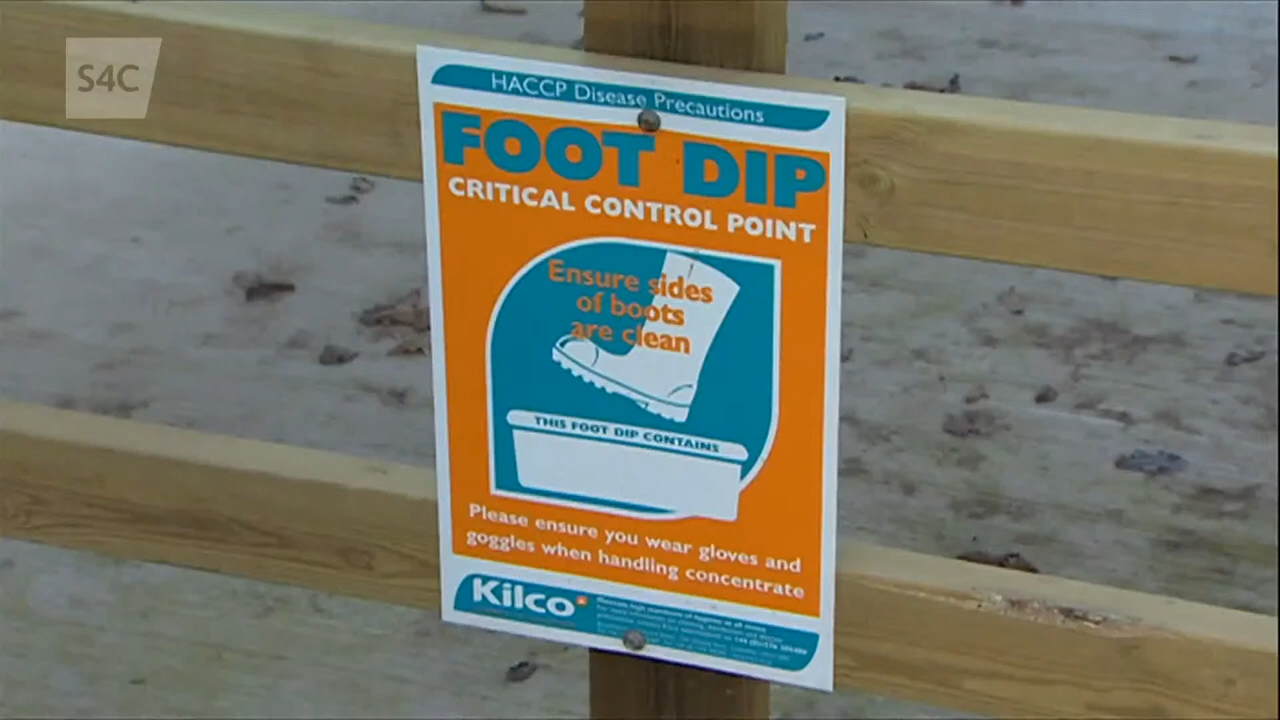 S4C
HACCP Disease Precautions
FOOT DIP
CRITICAL CONTROL POINT
Ensure sides
of boots
are clean
THIS FOOT DIP CONTAINS
Please ensure you wear gloves and
goggles when handling concentrate
Kilco